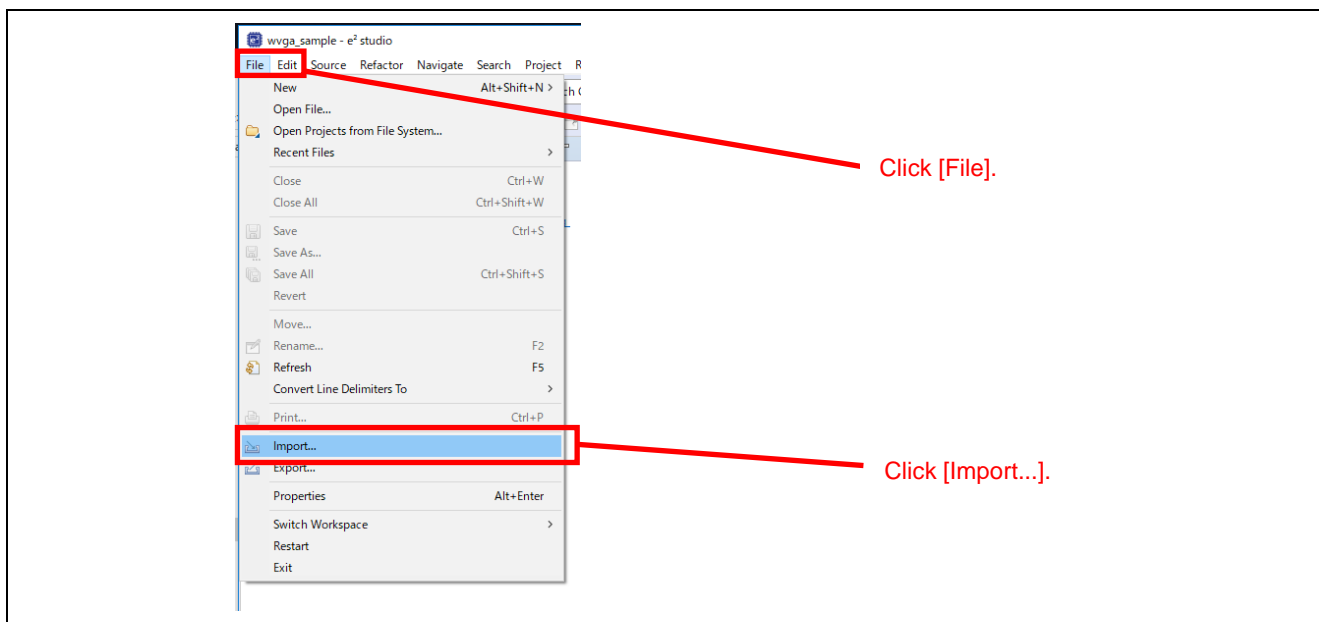 wvga_sample - e² studio
File Edit Source Refactor Navigate Search Project
New Alt+Shift+N >
Open File...
Open Projects from File System...
Recent Files >
Close Ctrl+W
Close All Ctrl+Shift+W
Save Ctrl+S
Save As...
Save All Ctrl+Shift+S
Revert
Move...
Rename... F2
Refresh F5
Convert Line Delimiters To >
Print... Ctrl+P
Import...
Export...
Properties Alt+Enter
Switch Workspace >
Restart
Exit
Click [File].
Click [Import...].